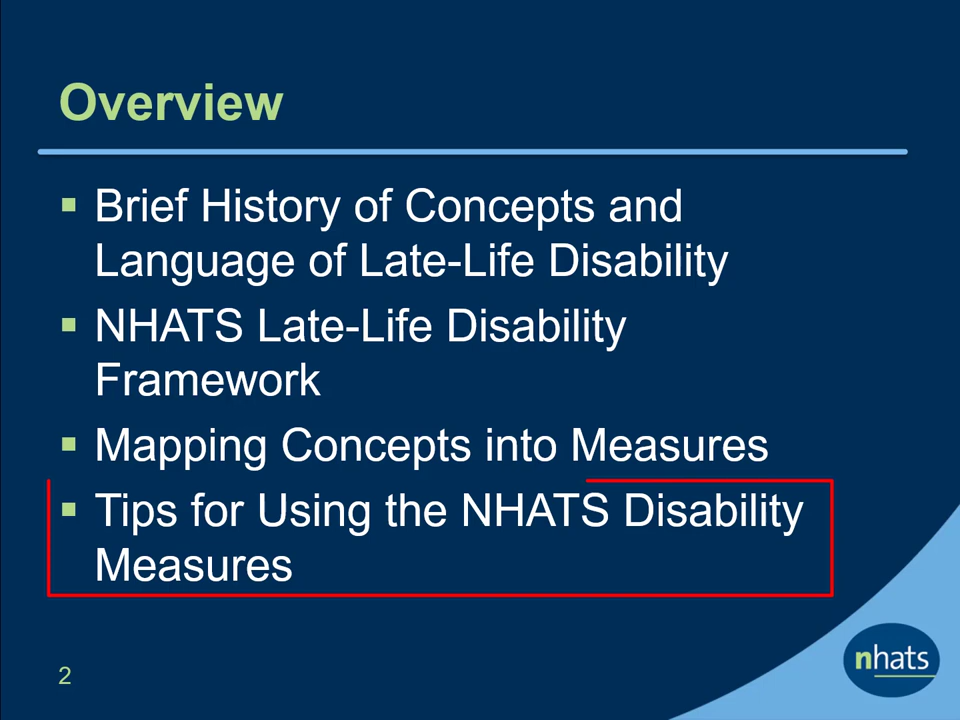 Overview
▪ Brief History of Concepts and
Language of Late-Life Disability
▪ NHATS Late-Life Disability
Framework
▪ Mapping Concepts into Measures
▪ Tips for Using the NHATS Disability
Measures
2
nhats